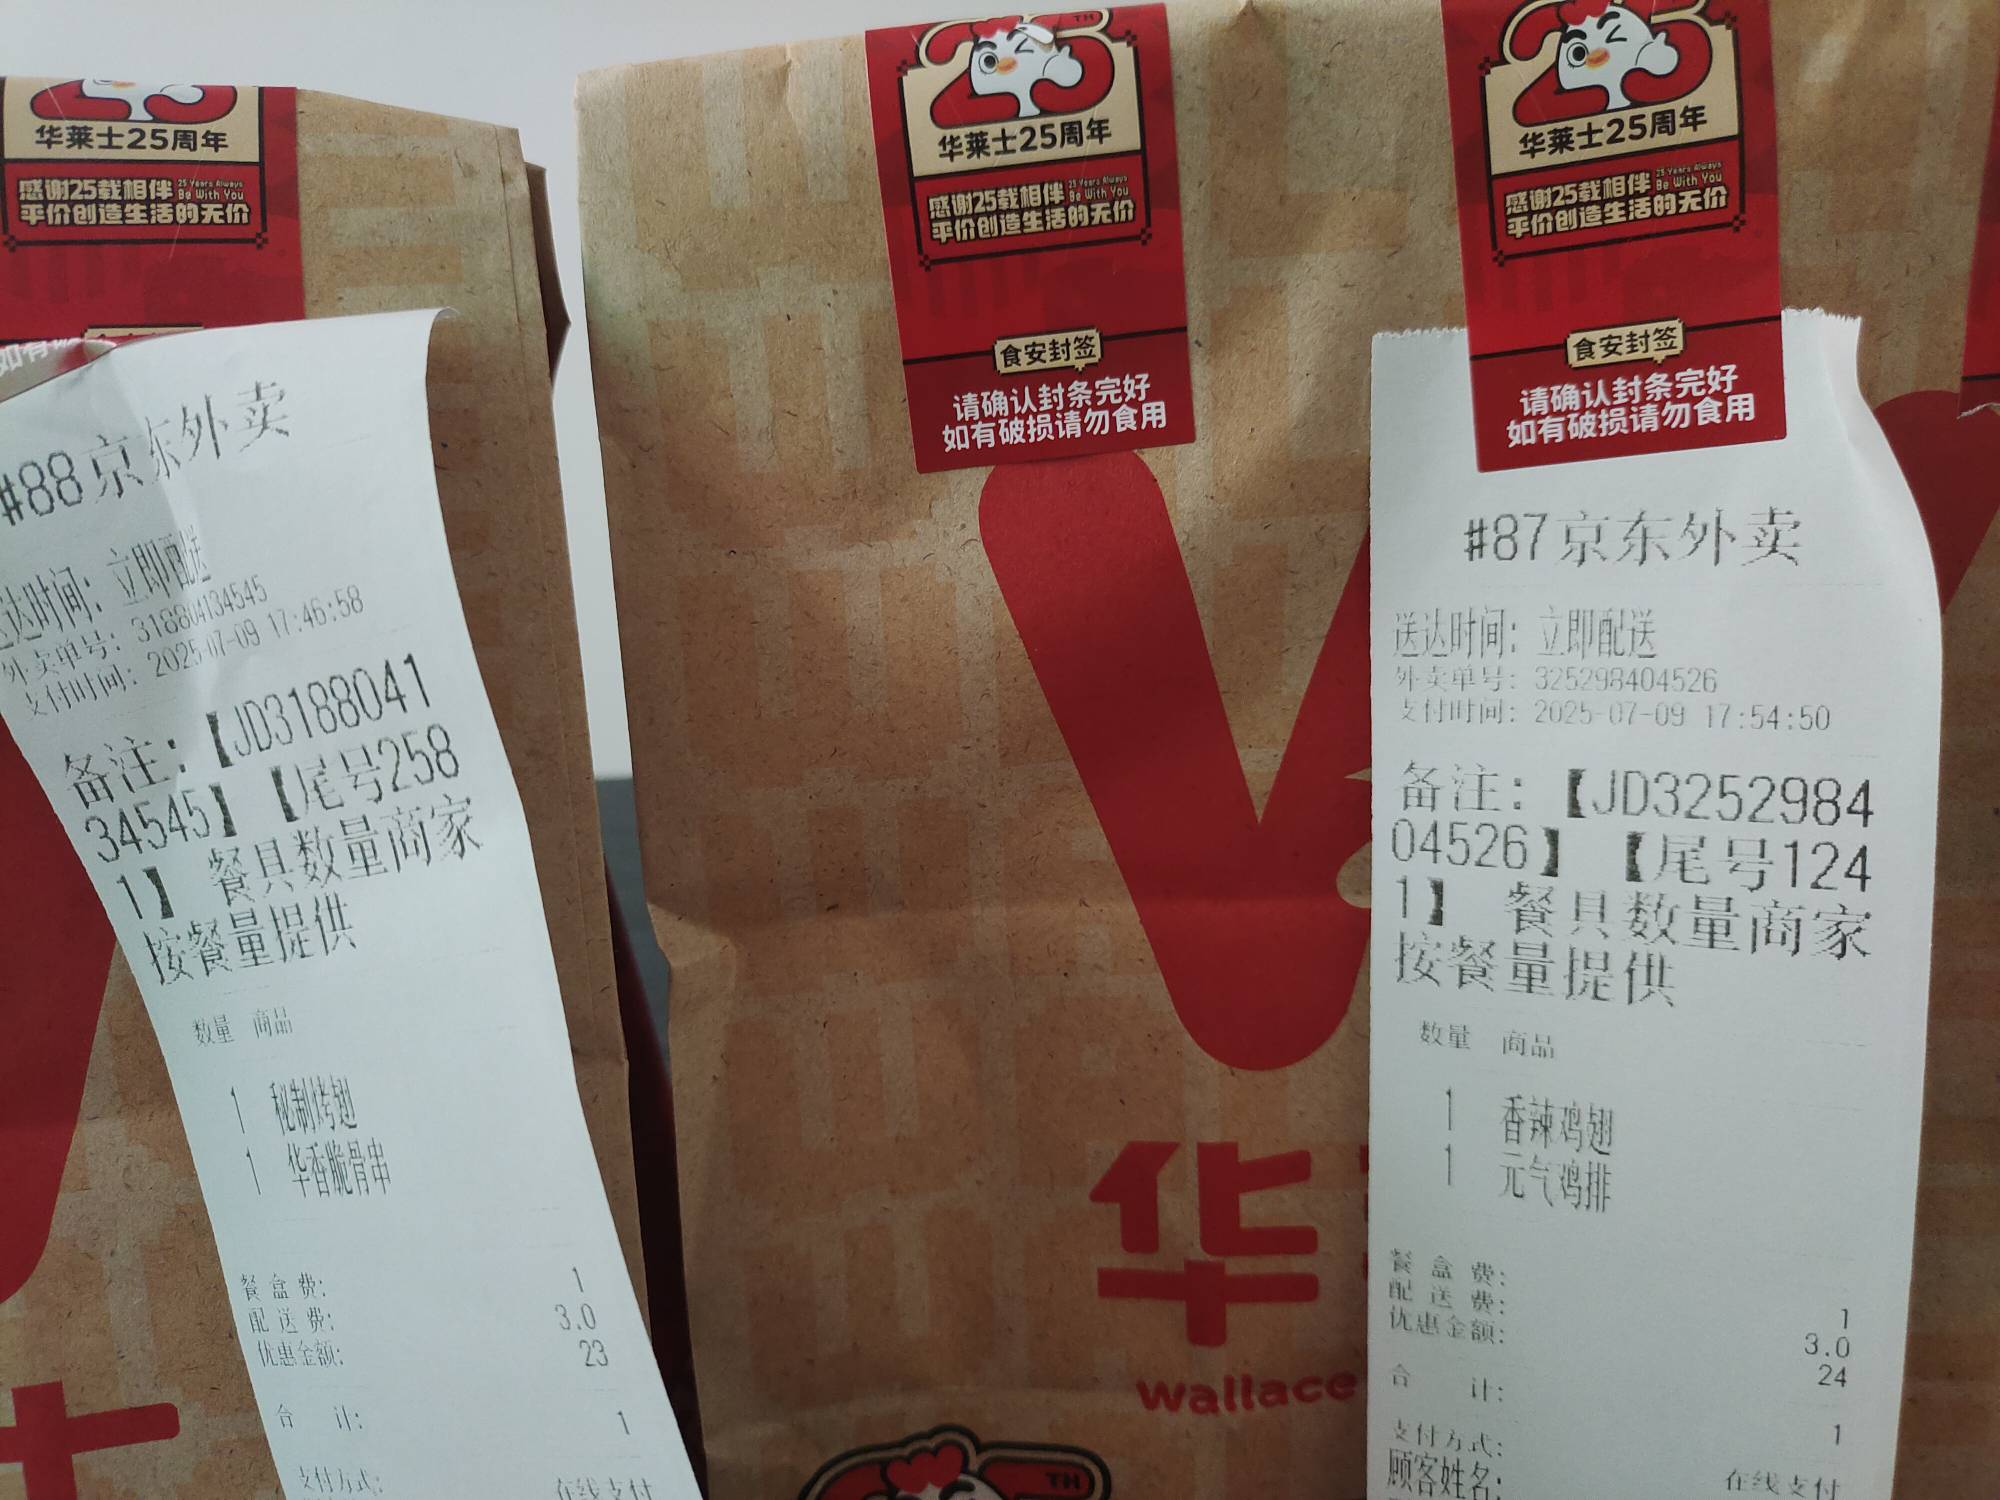 华莱士25周年
感谢25载相伴 25 Years Always Be With You
平价创造生活的无价
如有
#88京东外卖
送达时间：立即配送
外卖单号：318804134545
支付时间：2025-07-09 17:46:58
备注：【JD3188041
34545】【尾号258
1】 餐具数量商家
按餐量提供
数量 商品
1 秘制烤翅
1 华香脆骨串
餐盒费： 1
配送费： 3.0
优惠金额： 23
合计： 1
支付方式： 在线支付
25TH
华莱士25周年
感谢25载相伴 25 Years Always Be With You
平价创造生活的无价
食安封签
请确认封条完好
如有破损请勿食用
华
wallace
TH
25
华莱士25周年
感谢25载相伴 25 Years Always Be With You
平价创造生活的无价
食安封签
请确认封条完好
如有破损请勿食用
#87京东外卖
送达时间：立即配送
外卖单号：325298404526
支付时间：2025-07-09 17:54:50
备注：【JD3252984
04526】【尾号124
1】 餐具数量商家
按餐量提供
数量 商品
1 香辣鸡翅
1 元气鸡排
餐盒费： 1
配送费： 3.0
优惠金额： 24
合计： 1
支付方式： 在线支付
顾客姓名：